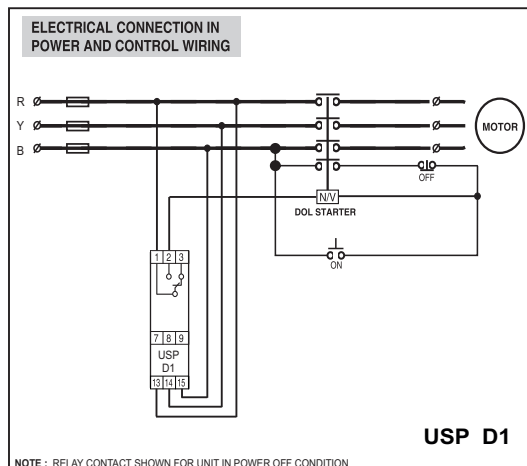 ELECTRICAL CONNECTION IN
POWER AND CONTROL WIRING
R
Y
B
MOTOR
OFF
N/V
DOL STARTER
ON
1 2 3
7 8 9
USP
D1
13 14 15
USP D1
NOTE : RELAY CONTACT SHOWN FOR UNIT IN POWER OFF CONDITION